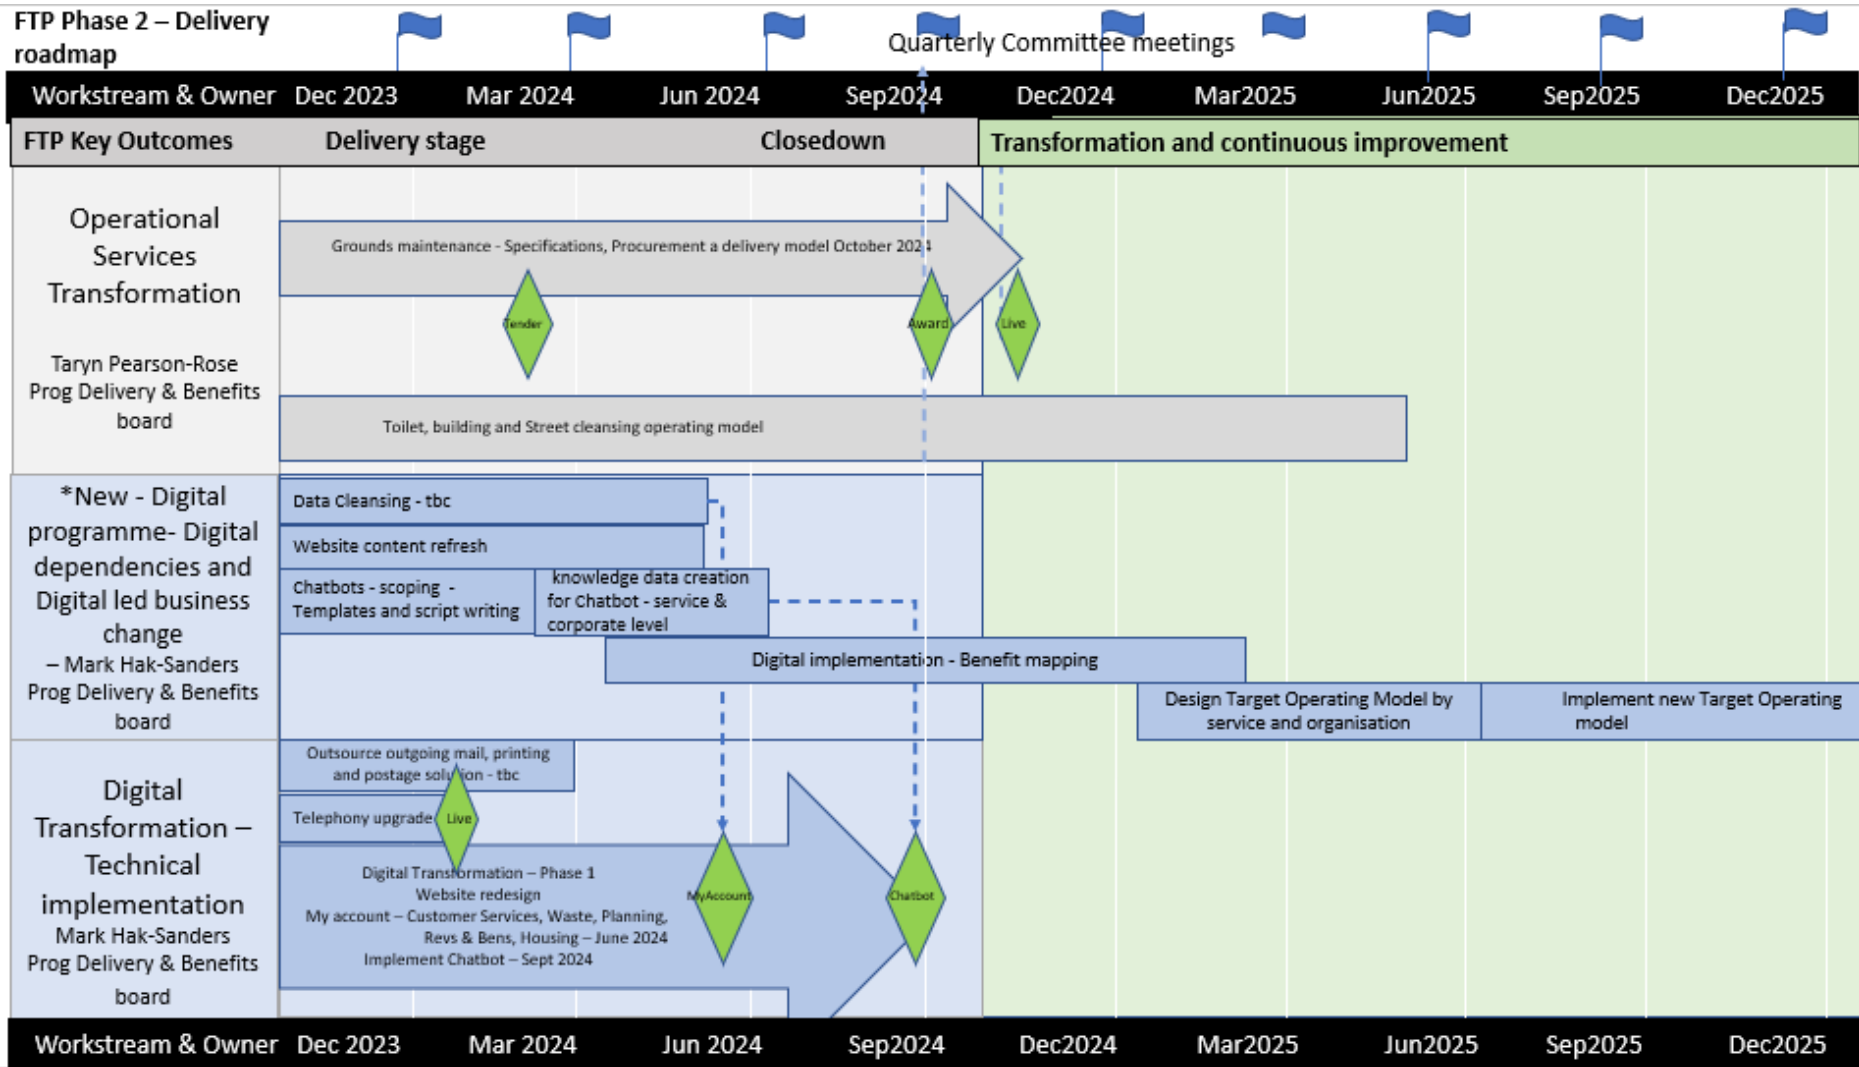 FTP Phase 2 – Delivery
roadmap
Quarterly Committee meetings
Workstream & Owner Dec 2023 Mar 2024 Jun 2024 Sep2024 Dec2024 Mar2025 Jun2025 Sep2025 Dec2025
FTP Key Outcomes Delivery stage Closedown Transformation and continuous improvement
Operational
Services
Transformation
Taryn Pearson-Rose
Prog Delivery & Benefits
board
Grounds maintenance - Specifications, Procurement a delivery model October 2024
Tender
Award
Live
Toilet, building and Street cleansing operating model
*New - Digital
programme- Digital
dependencies and
Digital led business
change
– Mark Hak-Sanders
Prog Delivery & Benefits
board
Data Cleansing - tbc
Website content refresh
Chatbots - scoping -
Templates and script writing
knowledge data creation
for Chatbot - service &
corporate level
Digital implementation - Benefit mapping
Design Target Operating Model by
service and organisation
Implement new Target Operating
model
Digital
Transformation –
Technical
implementation
Mark Hak-Sanders
Prog Delivery & Benefits
board
Outsource outgoing mail, printing
and postage solution - tbc
Telephony upgrade
Live
Digital Transformation – Phase 1
Website redesign
My account – Customer Services, Waste, Planning,
Revs & Bens, Housing – June 2024
Implement Chatbot – Sept 2024
MyAccount
Chatbot
Workstream & Owner Dec 2023 Mar 2024 Jun 2024 Sep2024 Dec2024 Mar2025 Jun2025 Sep2025 Dec2025